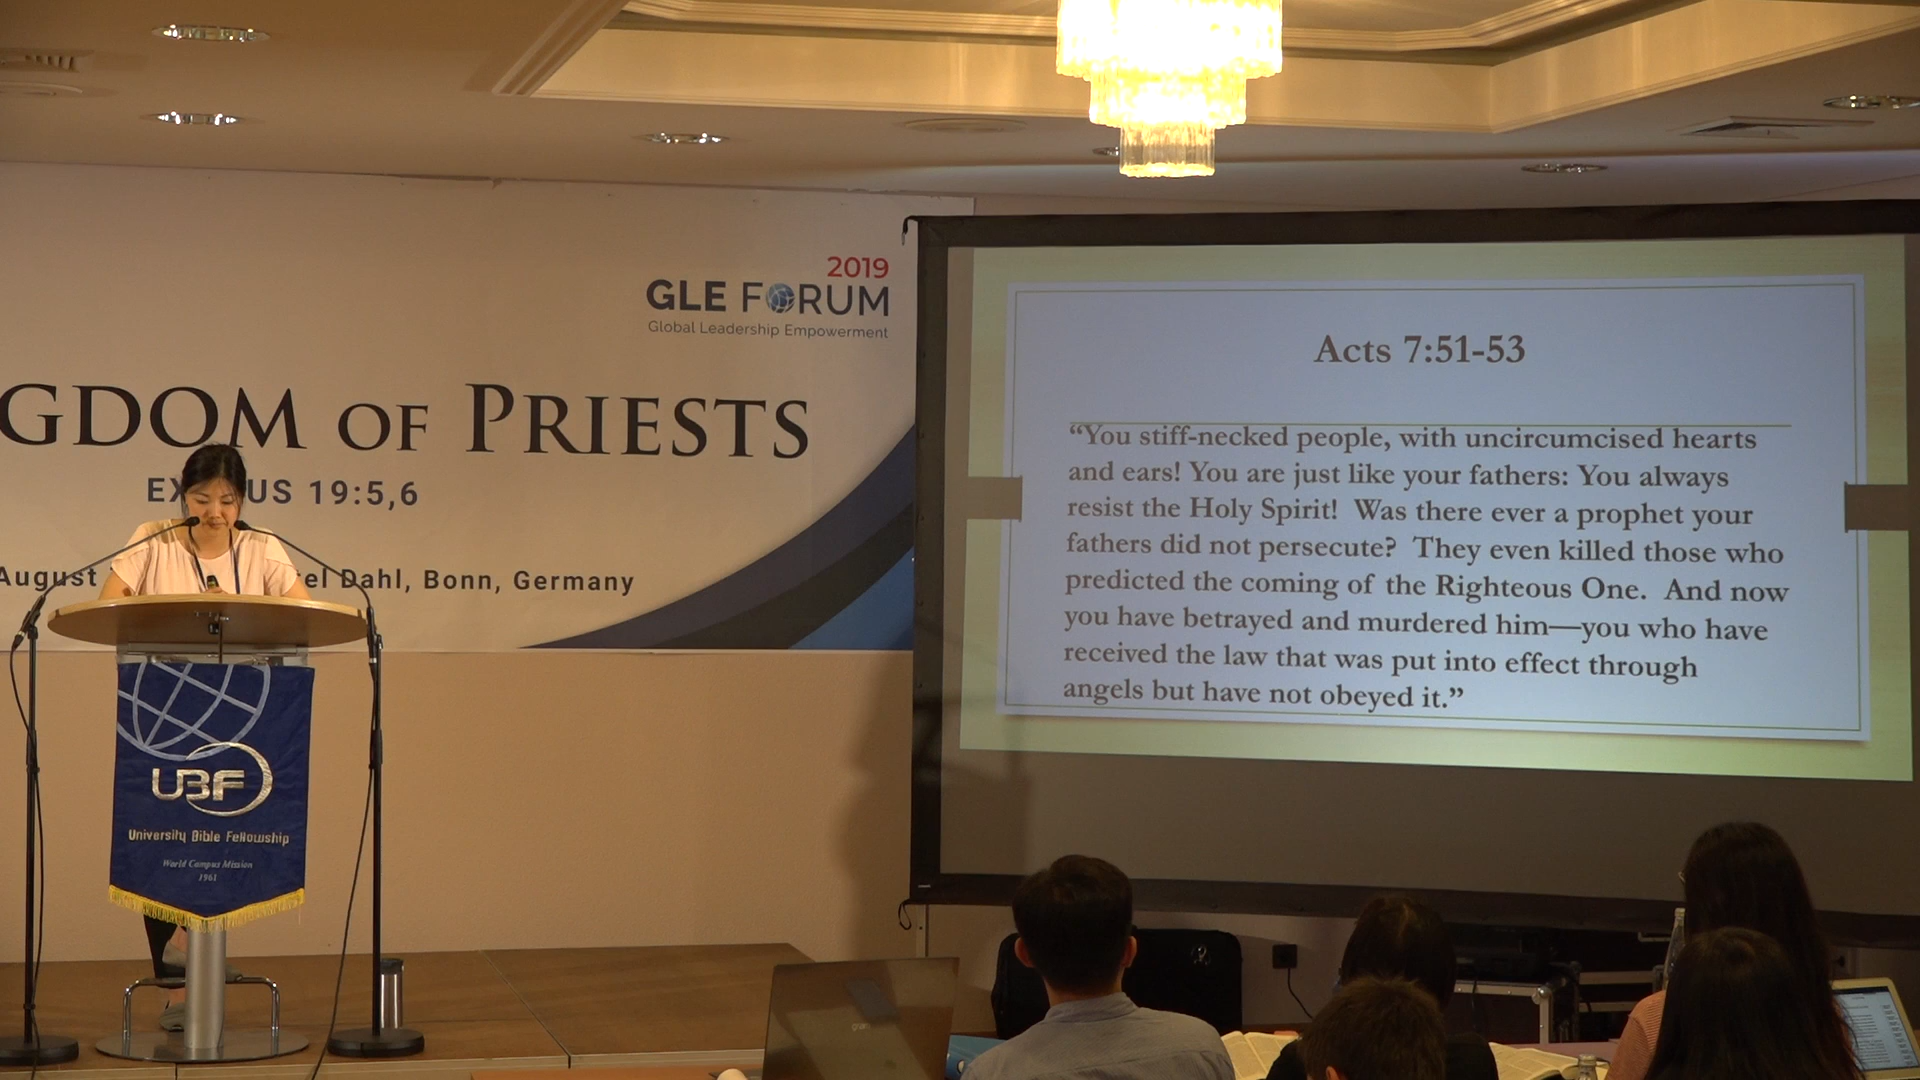 2019
GLE FORUM
Global Leadership Empowerment
GDOM OF PRIESTS
EX US 19:5,6
August el Dahl, Bonn, Germany
UBF
University Bible Fellowship
World Campus Mission
1961
Acts 7:51-53
“You stiff-necked people, with uncircumcised hearts
and ears! You are just like your fathers: You always
resist the Holy Spirit! Was there ever a prophet your
fathers did not persecute? They even killed those who
predicted the coming of the Righteous One. And now
you have betrayed and murdered him—you who have
received the law that was put into effect through
angels but have not obeyed it.”